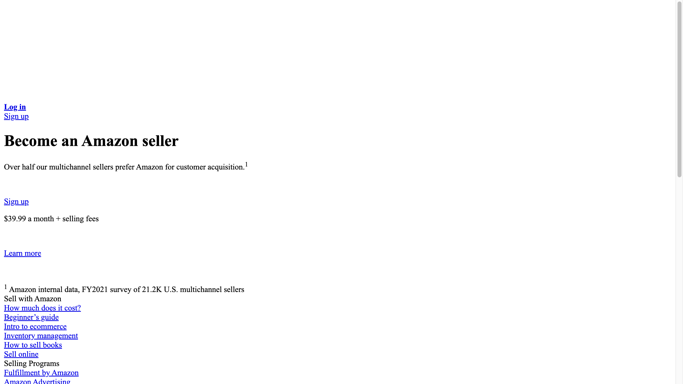 Log in
Sign up
Become an Amazon seller
Over half our multichannel sellers prefer Amazon for customer acquisition.1
Sign up
$39.99 a month + selling fees
Learn more
1 Amazon internal data, FY2021 survey of 21.2K U.S. multichannel sellers
Sell with Amazon
How much does it cost?
Beginner’s guide
Intro to ecommerce
Inventory management
How to sell books
Sell online
Selling Programs
Fulfillment by Amazon
Amazon Advertising